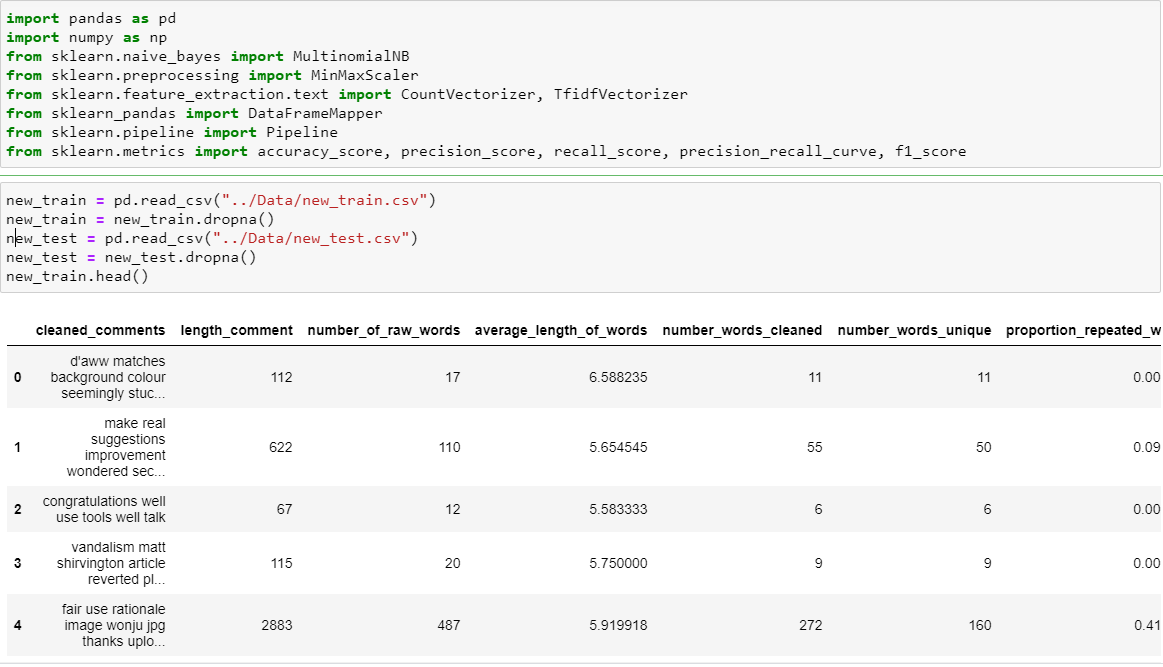 import pandas as pd
import numpy as np
from sklearn.naive_bayes import MultinomialNB
from sklearn.preprocessing import MinMaxScaler
from sklearn.feature_extraction.text import CountVectorizer, TfidfVectorizer
from sklearn_pandas import DataFrameMapper
from sklearn.pipeline import Pipeline
from sklearn.metrics import accuracy_score, precision_score, recall_score, precision_recall_curve, f1_score
new_train = pd.read_csv("../Data/new_train.csv")
new_train = new_train.dropna()
new_test = pd.read_csv("../Data/new_test.csv")
new_test = new_test.dropna()
new_train.head()
cleaned_comments length_comment number_of_raw_words average_length_of_words number_words_cleaned number_words_unique proportion_repeated_w
d'aww matches
0 background colour 112 17 6.588235 11 11 0.00
seemingly stuc...
make real
suggestions
1 improvement 622 110 5.654545 55 50 0.09
wondered sec...
congratulations well
2 use tools well talk 67 12 5.583333 6 6 0.00
vandalism matt
3 shirvington article 115 20 5.750000 9 9 0.00
reverted pl...
fair use rationale
4 image wonju jpg 2883 487 5.919918 272 160 0.41
thanks uplo...